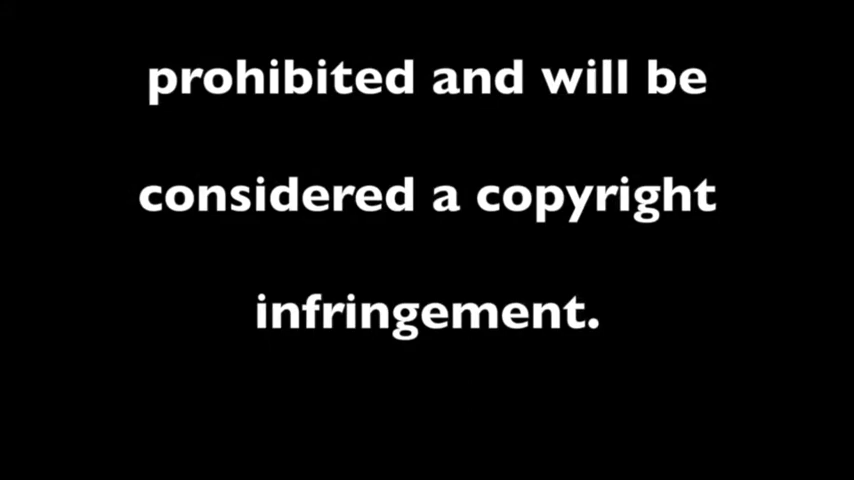 prohibited and will be
considered a copyright
infringement.